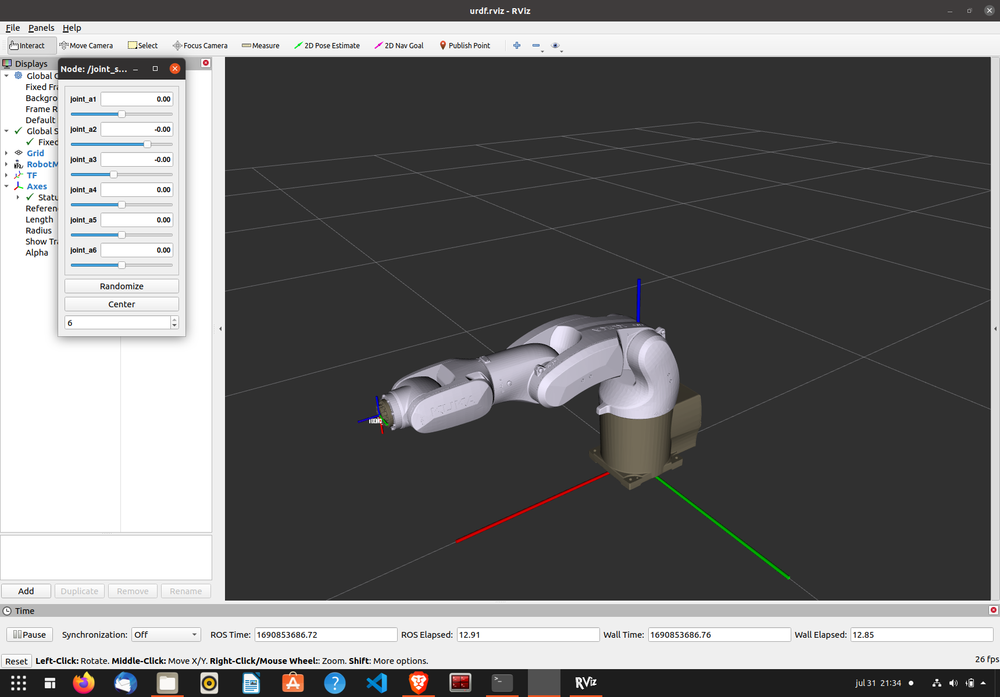 urdf.rviz - RViz
File Panels Help
Interact Move Camera Select Focus Camera Measure 2D Pose Estimate 2D Nav Goal Publish Point
Displays
Node: /joint_s...
Global
Fixed
Frame R
Default
Global S
Fixed
Grid
RobotM
TF
Axes
Length
Radius
Show Tra
Alpha
joint_a1 0.00
joint_a2 -0.00
joint_a3 -0.00
joint_a4 0.00
joint_a5 0.00
joint_a6 0.00
Randomize
Center
6
KUKA
Add Duplicate Remove Rename
Time
Pause Synchronization: Off ROS Time: 1690853686.72 ROS Elapsed: 12.91 Wall Time: 1690853686.76 Wall Elapsed: 12.85
Reset Left-Click: Rotate. Middle-Click: Move X/Y. Right-Click/Mouse Wheel:: Zoom. Shift: More options. 26 fps
RViz jul 31 21:34